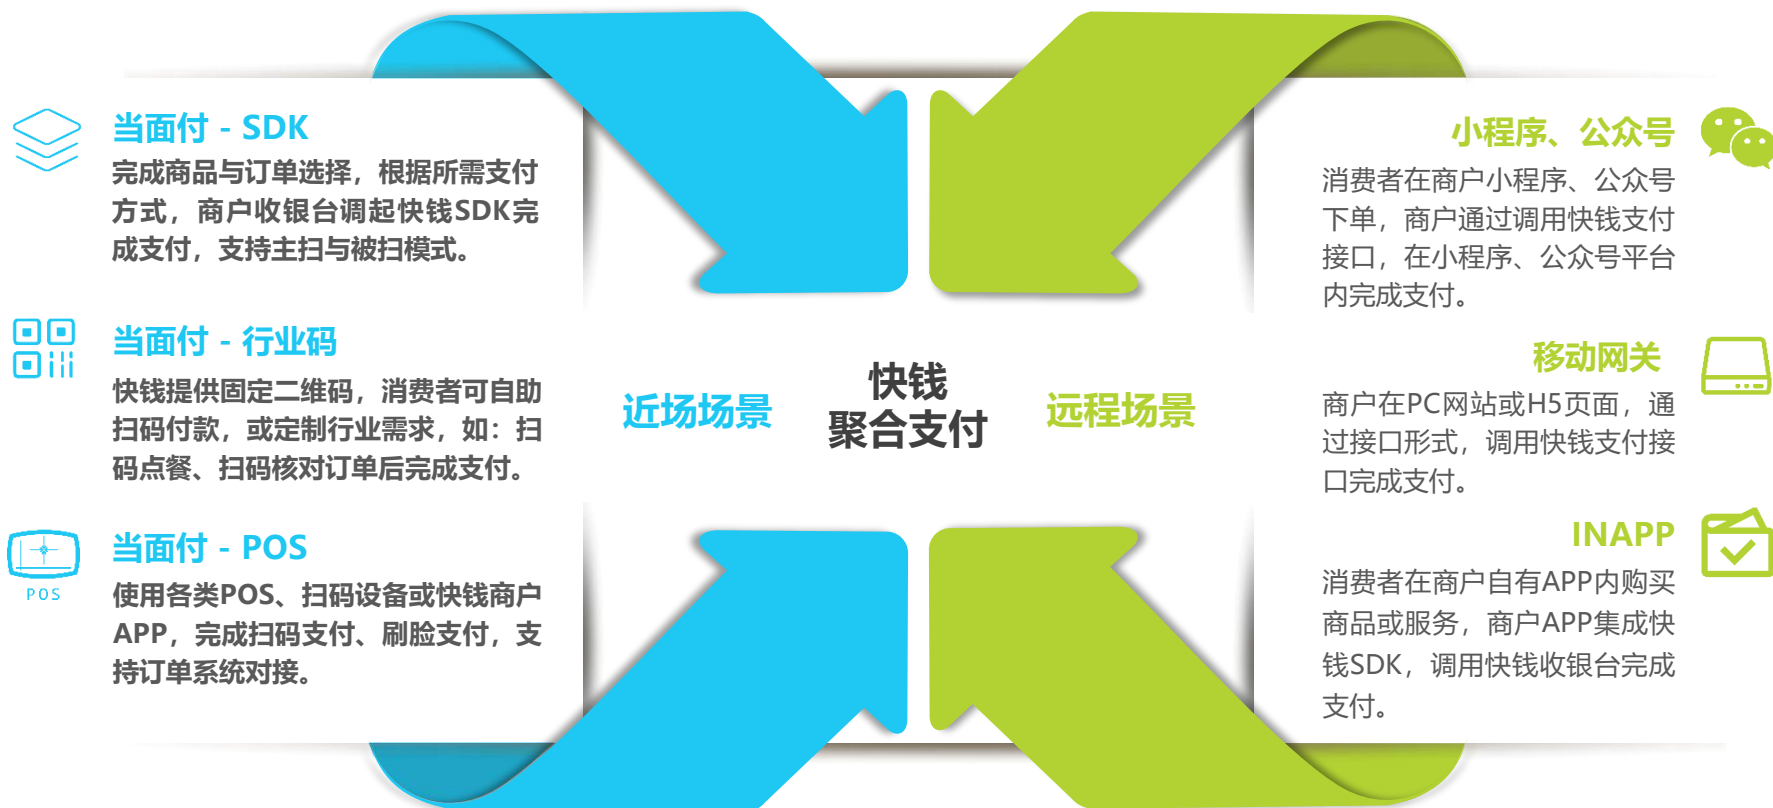 当面付 - SDK
完成商品与订单选择，根据所需支付
方式，商户收银台调起快钱SDK完
成支付，支持主扫与被扫模式。
当面付 - 行业码
快钱提供固定二维码，消费者可自助
扫码付款，或定制行业需求，如：扫
码点餐、扫码核对订单后完成支付。
POS
当面付 - POS
使用各类POS、扫码设备或快钱商户
APP，完成扫码支付、刷脸支付，支
持订单系统对接。
近场场景
快钱
聚合支付
远程场景
小程序、公众号
消费者在商户小程序、公众号
下单，商户通过调用快钱支付
接口，在小程序、公众号平台
内完成支付。
移动网关
商户在PC网站或H5页面，通
过接口形式，调用快钱支付接
口完成支付。
INAPP
消费者在商户自有APP内购买
商品或服务，商户APP集成快
钱SDK，调用快钱收银台完成
支付。